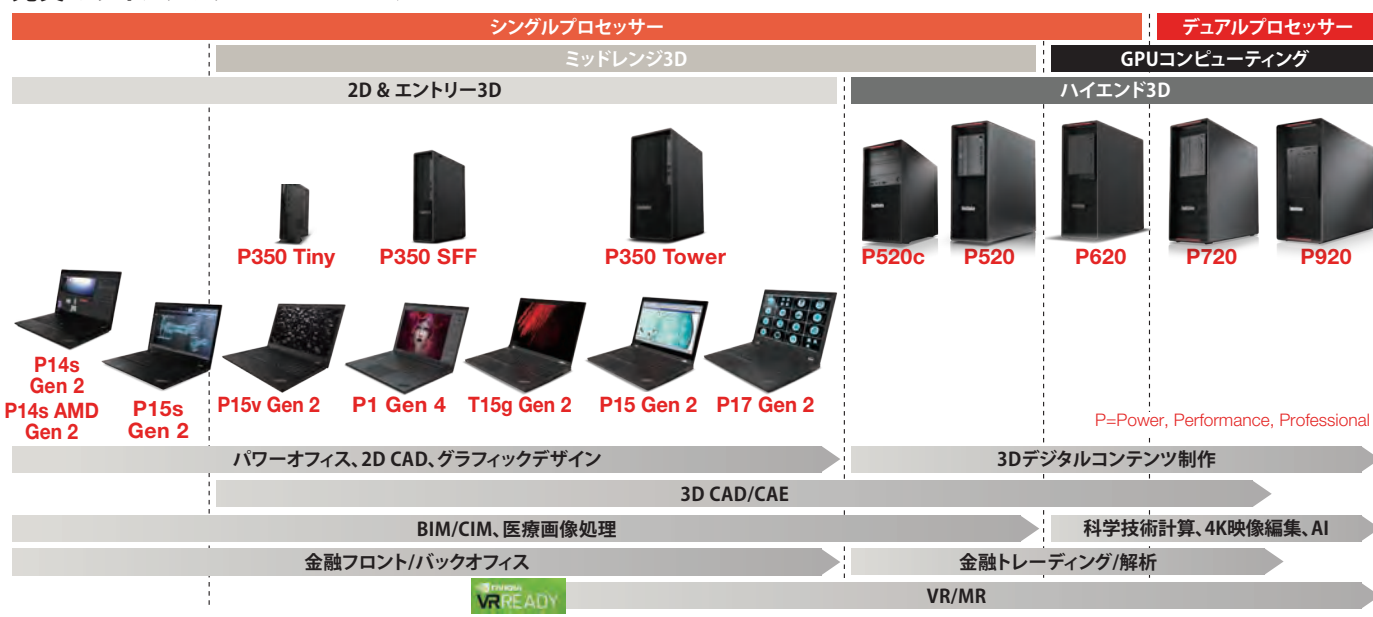 シングルプロセッサー
デュアルプロセッサー
ミッドレンジ3D
GPUコンピューティング
2D & エントリー3D
ハイエンド3D
P350 Tiny
P350 SFF
P350 Tower
P520c
P520
P620
P720
P920
P14s
Gen 2
P14s AMD
Gen 2
P15s
Gen 2
P15v Gen 2
P1 Gen 4
T15g Gen 2
P15 Gen 2
P17 Gen 2
P=Power, Performance, Professional
パワーオフィス、2D CAD、グラフィックデザイン
3Dデジタルコンテンツ制作
3D CAD/CAE
BIM/CIM、医療画像処理
科学技術計算、4K映像編集、AI
金融フロント/バックオフィス
金融トレーディング/解析
VR READY
VR/MR